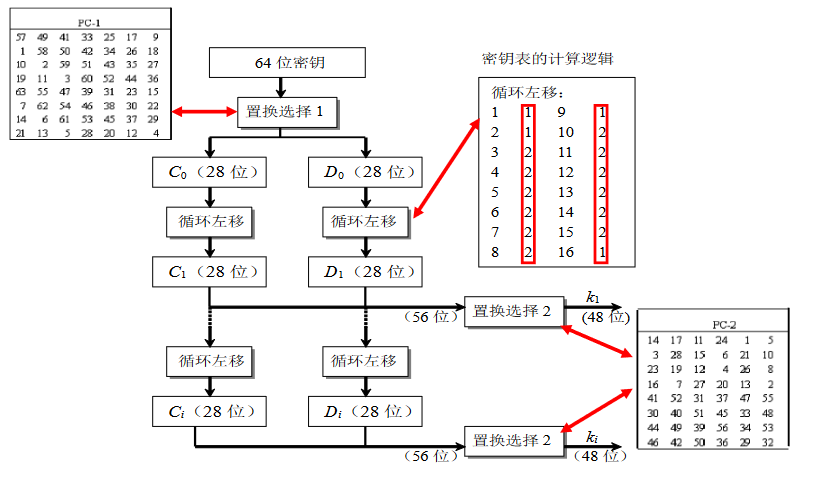 PC-1
57 49 41 33 25 17 9
1 58 50 42 34 26 18
10 2 59 51 43 35 27
19 11 3 60 52 44 36
63 55 47 39 31 23 15
7 62 54 46 38 30 22
14 6 61 53 45 37 29
21 13 5 28 20 12 4
64 位密钥
置换选择 1
C0（28 位）
D0（28 位）
循环左移
循环左移
C1（28 位）
D1（28 位）
密钥表的计算逻辑
循环左移：
1 1 9 1
2 1 10 2
3 2 11 2
4 2 12 2
5 2 13 2
6 2 14 2
7 2 15 2
8 2 16 1
（56 位）
置换选择 2
k1
(48 位)
循环左移
循环左移
Ci（28 位）
Di（28 位）
（56 位）
置换选择 2
ki
(48 位）
PC-2
14 17 11 24 1 5
3 28 15 6 21 10
23 19 12 4 26 8
16 7 27 20 13 2
41 52 31 37 47 55
30 40 51 45 33 48
44 49 39 56 34 53
46 42 50 36 29 32